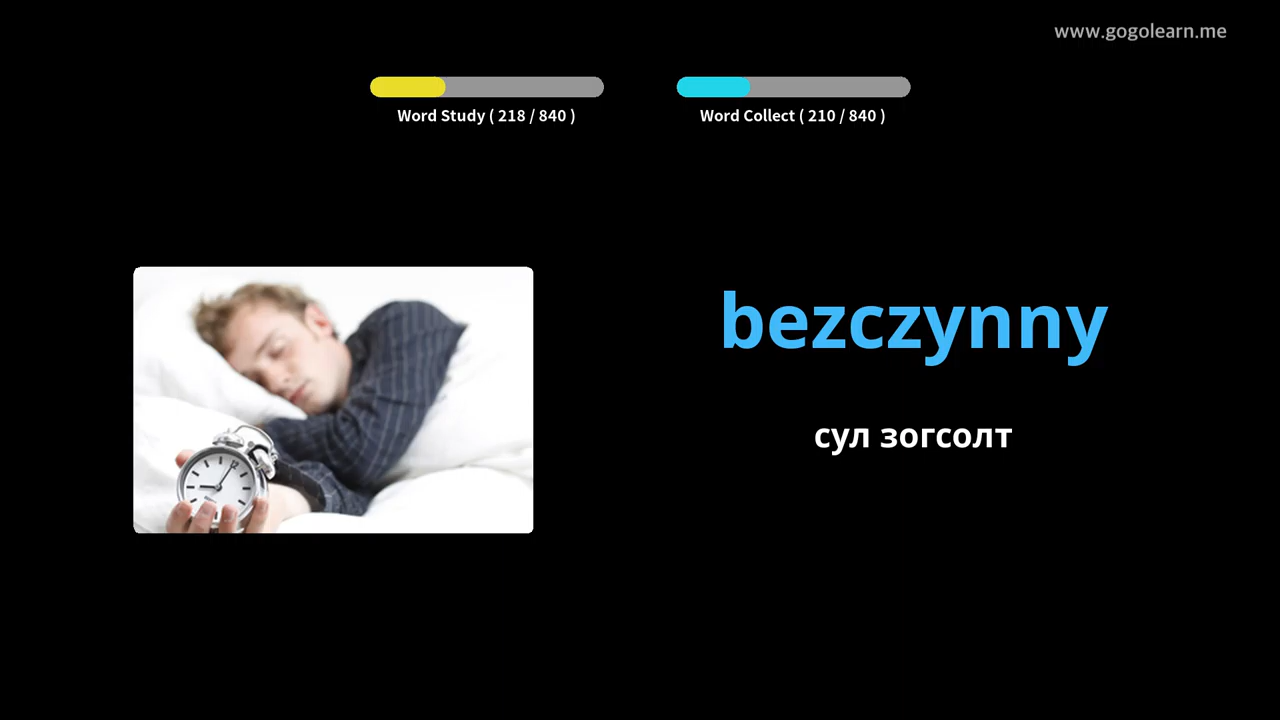 www.gogolearn.me
Word Study ( 218 / 840 )
Word Collect ( 210 / 840 )
bezczynny
сул зогсолт